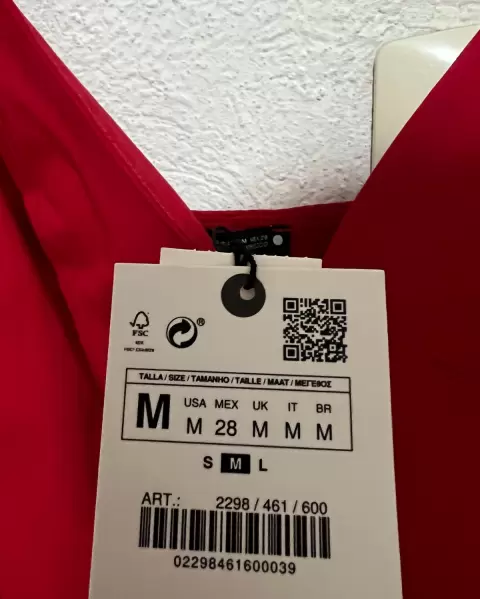 FSC
®
TALLA / SIZE / TAMANHO / TAILLE / MAAT / ΜΕΓΕΘΟΣ
M
USA MEX UK IT BR
M 28 M M M
S M L
ART.: 2298 / 461 / 600
02298461600039